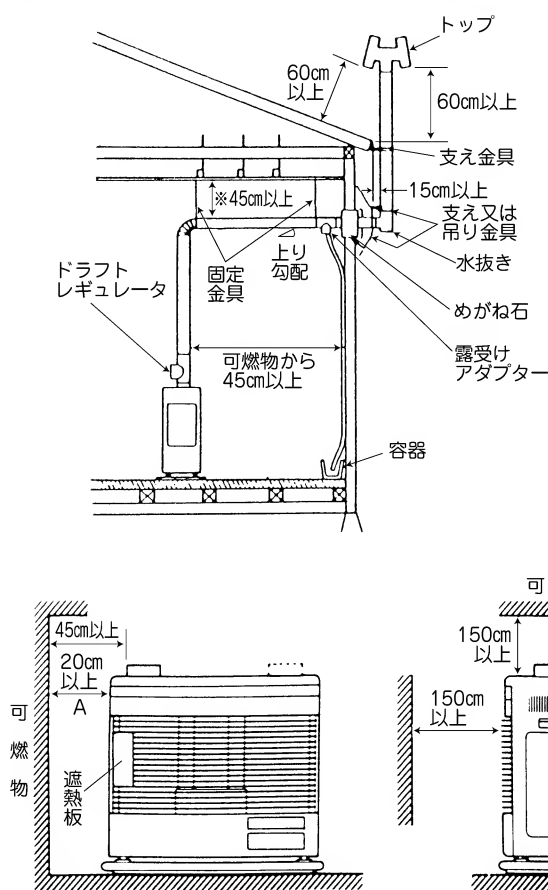 トップ
60cm
以上
60cm以上
支え金具
※45cm以上
15cm以上
支え又は
吊り金具
上り
勾配
水抜き
固定
金具
ドラフト
レギュレータ
めがね石
可燃物から
45cm以上
露受け
アダプター
容器
可
45cm以上
20cm
以上
A
150cm
以上
150cm
以上
可燃物
遮熱板